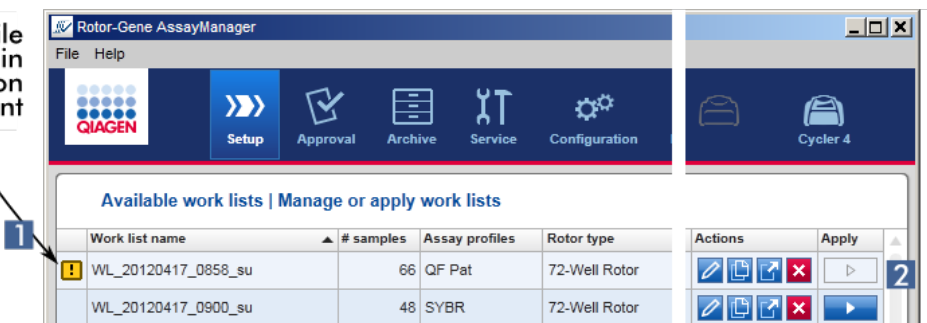 ile
in
on
nt
Rotor-Gene AssayManager
File Help
QIAGEN
Setup Approval Archive Service Configuration Cycler 4
Available work lists | Manage or apply work lists
Work list name # samples Assay profiles Rotor type Actions Apply
1
WL_20120417_0858_su 66 QF Pat 72-Well Rotor 2
WL_20120417_0900_su 48 SYBR 72-Well Rotor